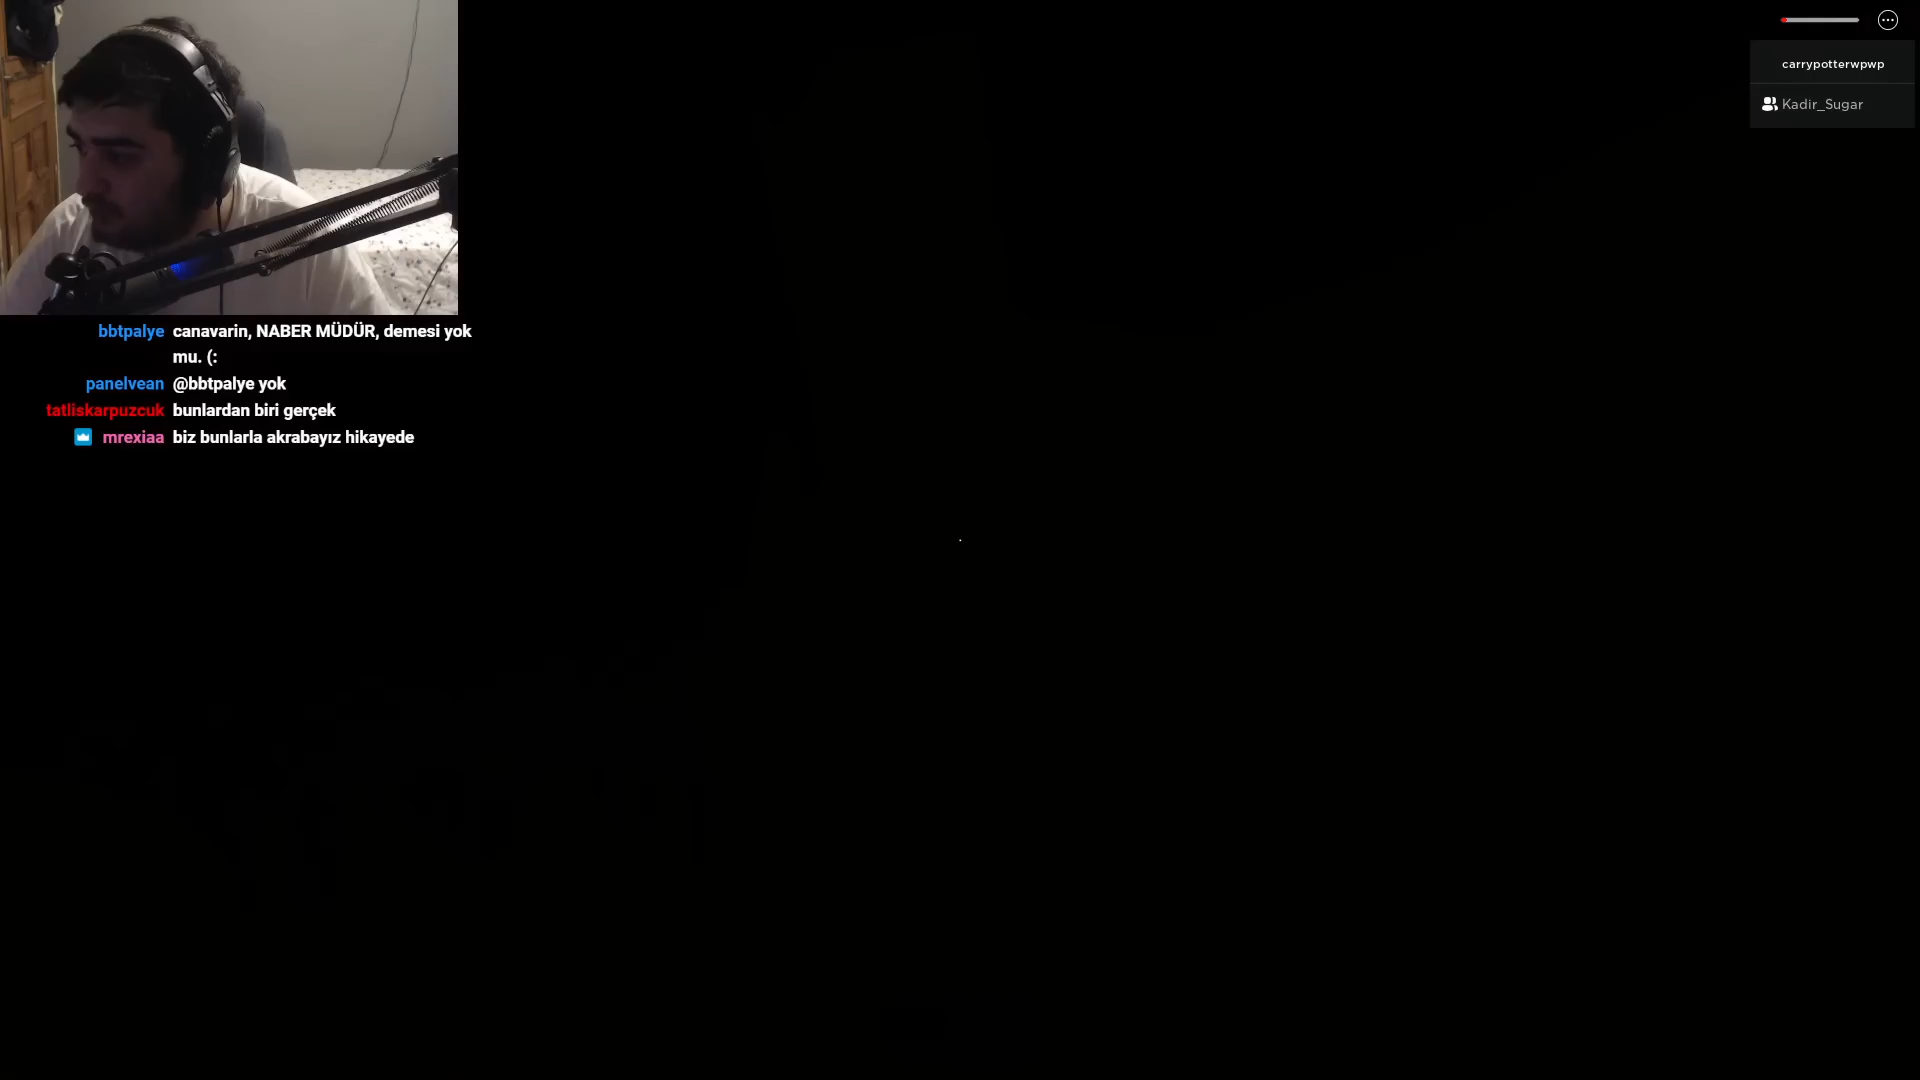 carrypotterwpwp
Kadir_Sugar
bbtpalye canavarin, NABER MÜDÜR, demesi yok
mu. (:
panelvean @bbtpalye yok
tatliskarpuzcuk bunlardan biri gerçek
mrexiaa biz bunlarla akrabayız hikayede